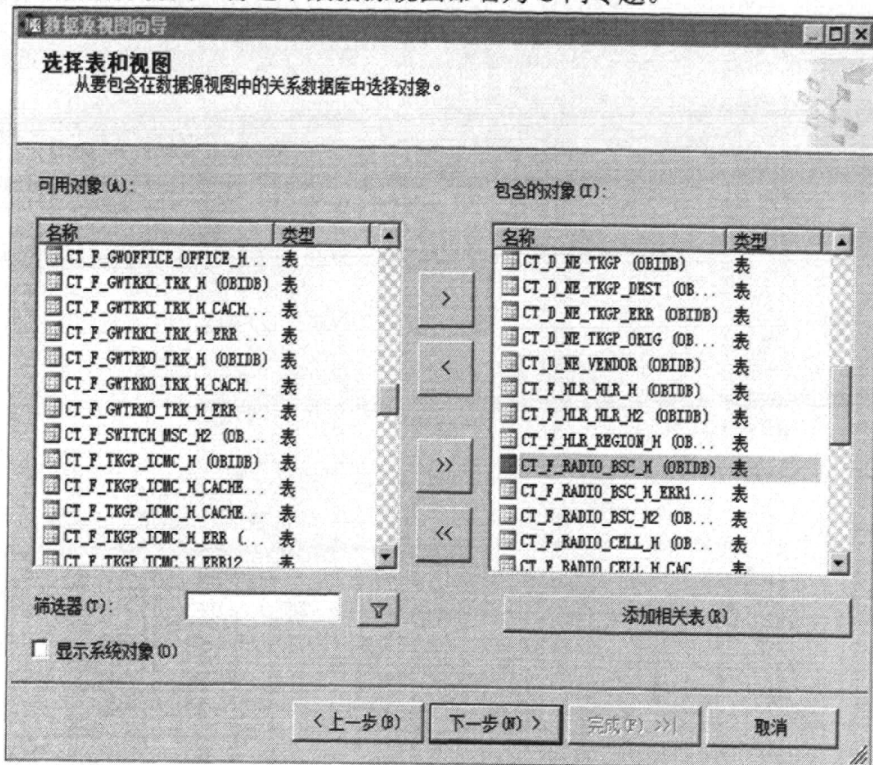 数据源视图向导
选择表和视图
从要包含在数据源视图中的关系数据库中选择对象。
可用对象(A):
包含的对象(I):
名称 类型
CT_F_GWOFFICE_OFFICE_H... 表
CT_F_GWTRKI_TRK_H (OBIDB) 表
CT_F_GWTRKI_TRK_H_CACH... 表
CT_F_GWTRKI_TRK_H_ERR ... 表
CT_F_GWTRKO_TRK_H (OBIDB) 表
CT_F_GWTRKO_TRK_H_CACH... 表
CT_F_GWTRKO_TRK_H_ERR ... 表
CT_F_SWITCH_MSC_H2 (OB... 表
CT_F_TKGP_ICMC_H (OBIDB) 表
CT_F_TKGP_ICMC_H_CACHE... 表
CT_F_TKGP_ICMC_H_CACHE... 表
CT_F_TKGP_ICMC_H_ERR (... 表
CT_F_TKGP_ICMC_H_ERR12 表
>
<
>>
<<
名称 类型
CT_D_NE_TKGP (OBIDB) 表
CT_D_NE_TKGP_DEST (OB... 表
CT_D_NE_TKGP_ERR (OBIDB) 表
CT_D_NE_TKGP_ORIG (OB... 表
CT_D_NE_VENDOR (OBIDB) 表
CT_F_HLR_HLR_H (OBIDB) 表
CT_F_HLR_HLR_H2 (OBIDB) 表
CT_F_HLR_REGION_H (OB... 表
CT_F_RADIO_BSC_H (OBIDB) 表
CT_F_RADIO_BSC_H_ERR1... 表
CT_F_RADIO_BSC_H2 (OB... 表
CT_F_RADIO_CELL_H (OB... 表
CT_F_RADIO_CELL_H_CAC 表
筛选器(T):
添加相关表(R)
显示系统对象(O)
< 上一步(B)
下一步(N) >
完成(F) >>|
取消